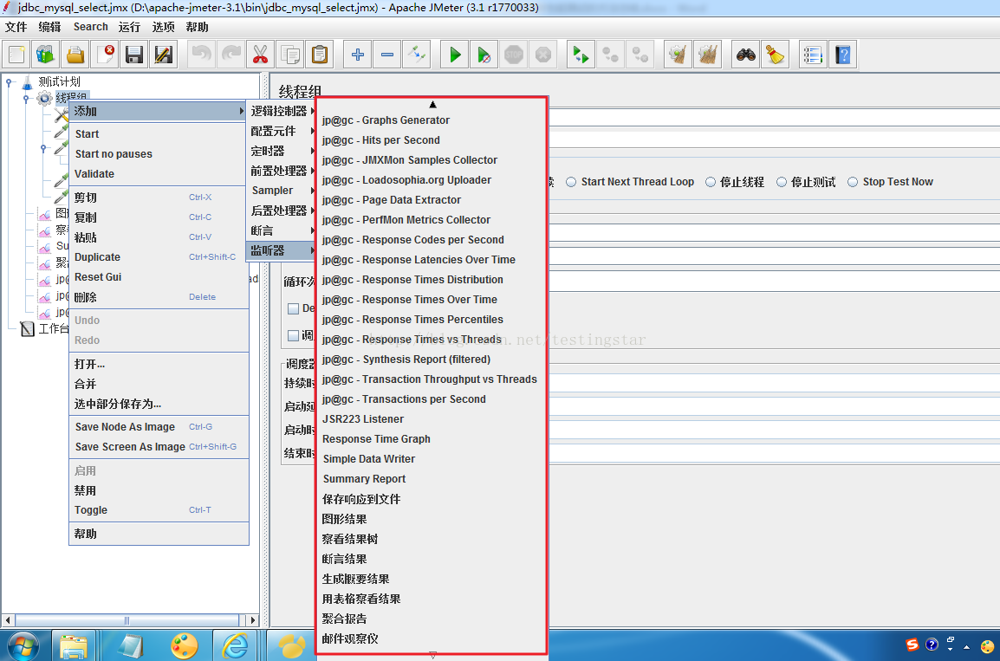 jdbc_mysql_select.jmx (D:\apache-jmeter-3.1\bin\jdbc_mysql_select.jmx) - Apache JMeter (3.1 r1770033)
文件 编辑 Search 运行 选项 帮助
测试计划
线程组
图形
察看
Su
聚合
jp@
jp@
jp@
工作台
ad
添加
Start
Start no pauses
Validate
剪切 Ctrl-X
复制 Ctrl-C
粘贴 Ctrl-V
Duplicate Ctrl+Shift-C
Reset Gui
删除 Delete
Undo
Redo
打开...
合并
选中部分保存为...
Save Node As Image Ctrl-G
Save Screen As Image Ctrl+Shift-G
启用
禁用
Toggle Ctrl-T
帮助
逻辑控制器
配置元件
定时器
前置处理器
Sampler
后置处理器
断言
监听器
jp@gc - Graphs Generator
jp@gc - Hits per Second
jp@gc - JMXMon Samples Collector
jp@gc - Loadosophia.org Uploader
jp@gc - Page Data Extractor
jp@gc - PerfMon Metrics Collector
jp@gc - Response Codes per Second
jp@gc - Response Latencies Over Time
jp@gc - Response Times Distribution
jp@gc - Response Times Over Time
jp@gc - Response Times Percentiles
jp@gc - Response Times vs Threads
jp@gc - Synthesis Report (filtered)
jp@gc - Transaction Throughput vs Threads
jp@gc - Transactions per Second
JSR223 Listener
Response Time Graph
Simple Data Writer
Summary Report
保存响应到文件
图形结果
察看结果树
断言结果
生成概要结果
用表格察看结果
聚合报告
邮件观察仪
线程组
续 Start Next Thread Loop 停止线程 停止测试 Stop Test Now
循环次
De
调
调度器
持续时
启动延
启动时
结束时
http://blog.csdn.net/testingstar